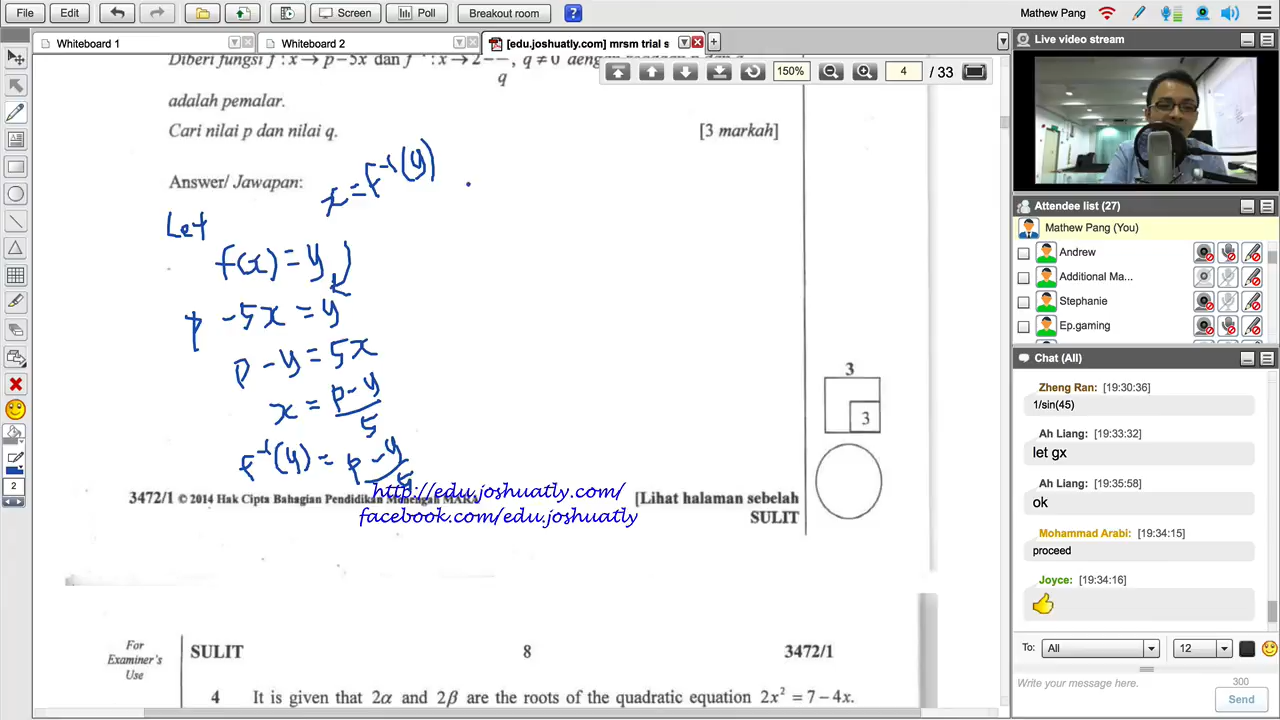 File Edit Screen Poll Breakout room ? Mathew Pang
Whiteboard 1
Whiteboard 2
[edu.joshuatly.com] mrsm trial s
150% 4 / 33
Diberi fungsi f : x → p − 5x dan f⁻¹ : x → 2 −
q
, q ≠ 0
adalah pemalar.
Cari nilai p dan nilai q.
[3 markah]
Answer/ Jawapan:
x = f⁻¹(y)
Let
f(x) = y
p − 5x = y
p − y = 5x
x = p − y
5
f⁻¹(y) = p − y
5
3
3
3472/1 © 2014 Hak Cipta Bahagian Pendidikan Menengah MARA
http://edu.joshuatly.com/
facebook.com/edu.joshuatly
[Lihat halaman sebelah
SULIT
For
Examiner's
Use
SULIT
8
3472/1
4 It is given that 2α and 2β are the roots of the quadratic equation 2x² = 7 − 4x.
2
Live video stream
Attendee list (27)
Mathew Pang (You)
Andrew
Additional Ma...
Stephanie
Ep.gaming
Chat (All)
Zheng Ran: [19:30:36]
1/sin(45)
Ah Liang: [19:33:32]
let gx
Ah Liang: [19:35:58]
ok
Mohammad Arabi: [19:34:15]
proceed
Joyce: [19:34:16]
To: All 12
Write your message here.
300
Send